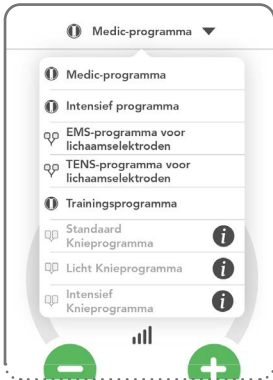 Medic-programma
Medic-programma
Intensief programma
EMS-programma voor
lichaamselektroden
TENS-programma voor
lichaamselektroden
Trainingsprogramma
Standaard
Knieprogramma
i
Licht Knieprogramma
i
Intensief
Knieprogramma
i
− +